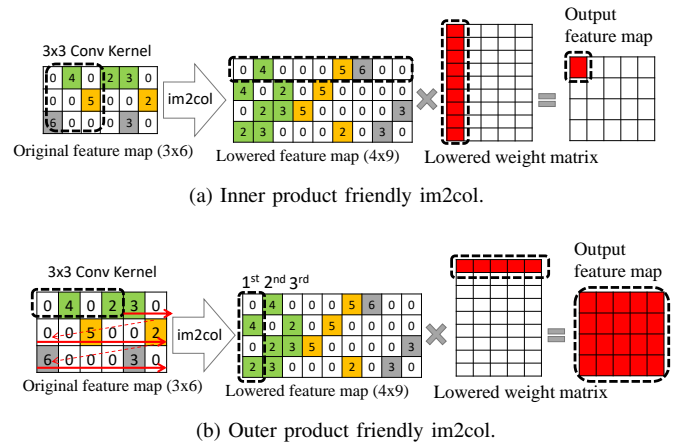 Output
feature map
3x3 Conv Kernel
0 4 0 2 3 0
0 0 5 0 0 2
6 0 0 0 3 0
Original feature map (3x6)
im2col
0 4 0 0 0 5 6 0 0
4 0 2 0 5 0 0 0 0
0 2 3 5 0 0 0 0 3
2 3 0 0 0 2 0 3 0
Lowered feature map (4x9)
×
=
Lowered weight matrix
(a) Inner product friendly im2col.
Output
feature map
3x3 Conv Kernel
0 4 0 2 3 0
0 0 5 0 0 2
6 0 0 0 3 0
Original feature map (3x6)
im2col
1st 2nd 3rd
0 4 0 0 0 5 6 0 0
4 0 2 0 5 0 0 0 0
0 2 3 5 0 0 0 0 3
2 3 0 0 0 2 0 3 0
Lowered feature map (4x9)
×
=
Lowered weight matrix
(b) Outer product friendly im2col.